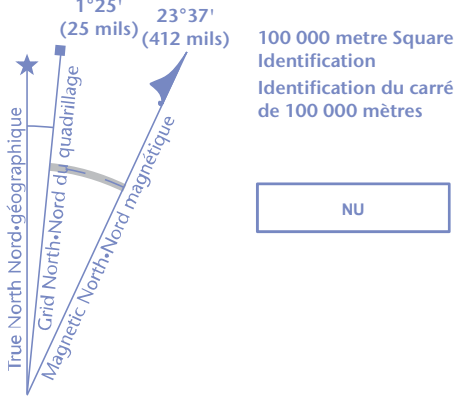 1°25'
(25 mils)
23°37'
(412 mils)
True North Nord•géographique
Grid North•Nord du quadrillage
Magnetic North•Nord magnétique
100 000 metre Square
Identification
Identification du carré
de 100 000 mètres
NU